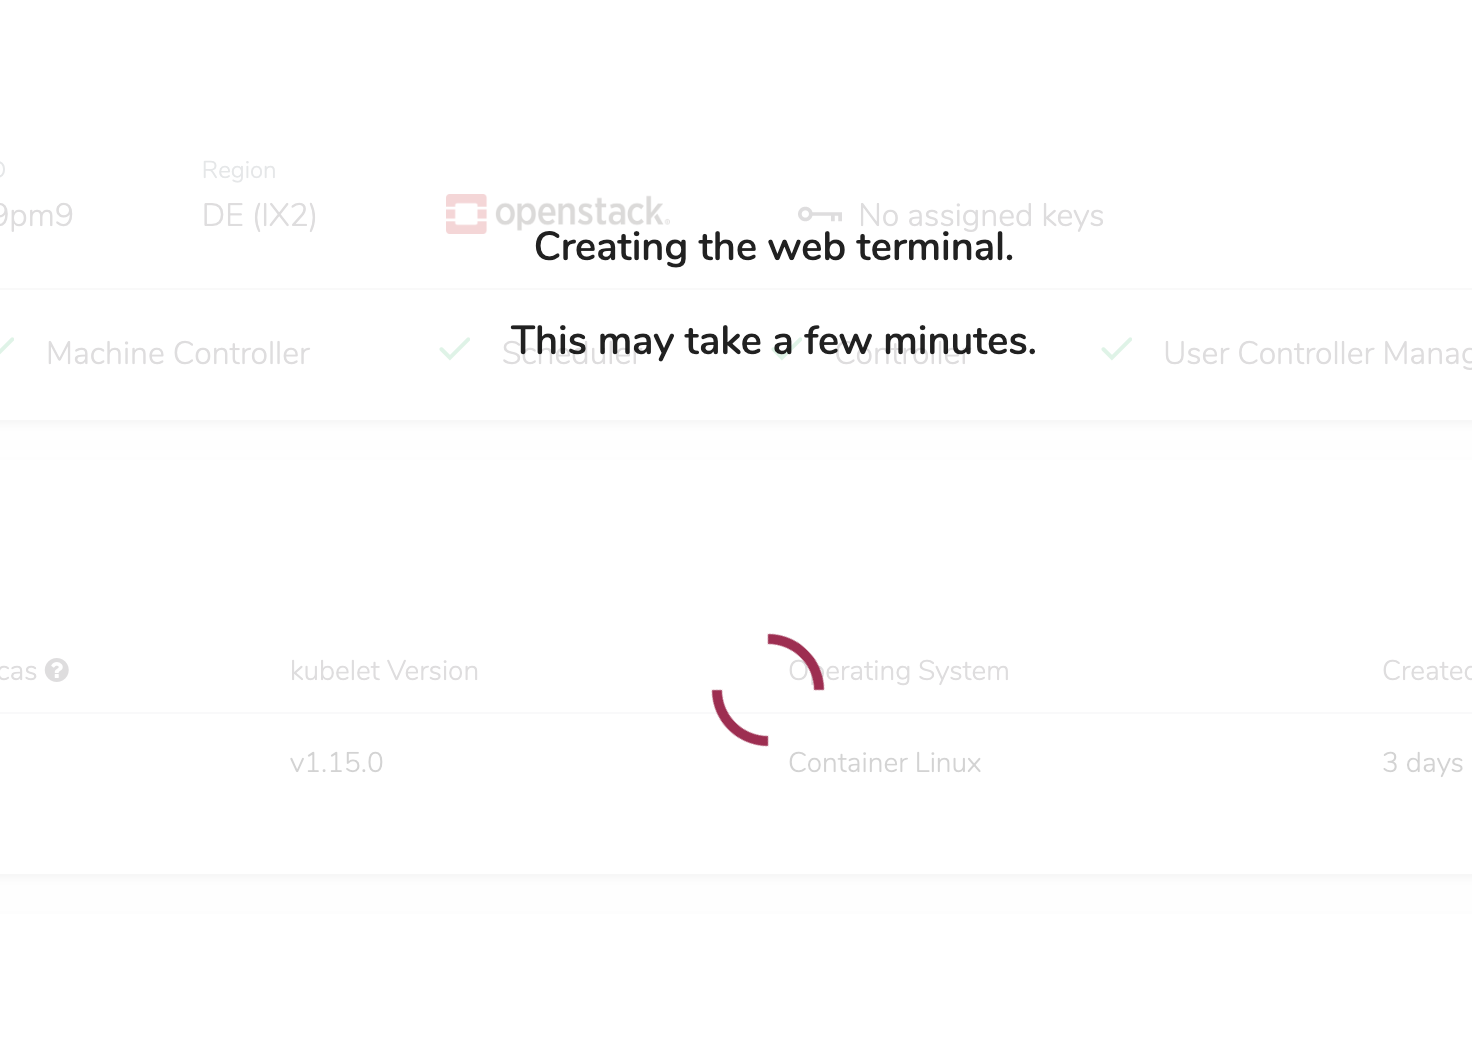 Region
9pm9
DE (IX2)
openstack.
No assigned keys
Creating the web terminal.
Machine Controller
Scheduler
This may take a few minutes.
Controller
User Controller Manag
cas
kubelet Version
Operating System
Created
v1.15.0
Container Linux
3 days